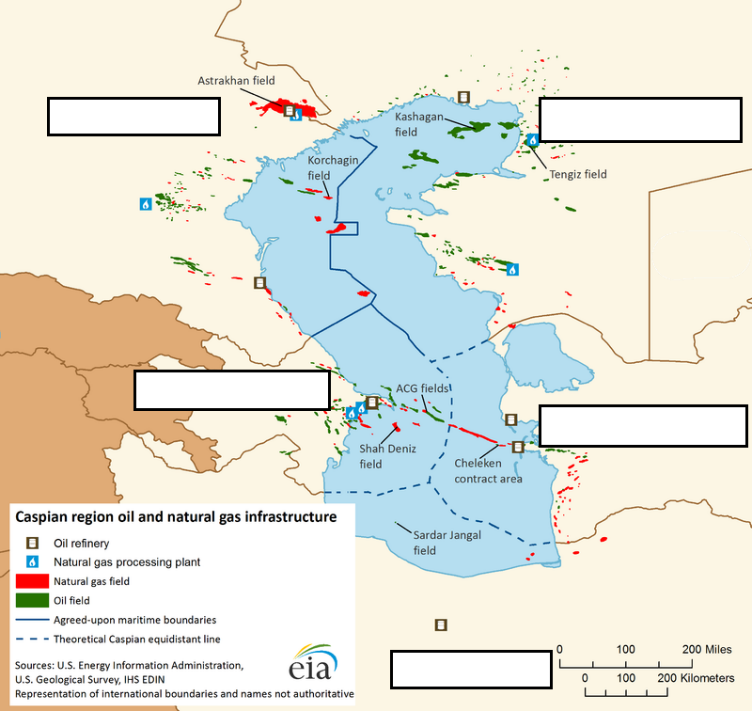 Astrakhan field
Kashagan
field
Korchagin
field
Tengiz field
ACG fields
Shah Deniz
field
Cheleken
contract area
Sardar Jangal
field
Caspian region oil and natural gas infrastructure
Oil refinery
Natural gas processing plant
Natural gas field
Oil field
Agreed-upon maritime boundaries
Theoretical Caspian equidistant line
Sources: U.S. Energy Information Administration,
U.S. Geological Survey, IHS EDIN
Representation of international boundaries and names not authoritative
eia
0 100 200 Miles
0 100 200 Kilometers